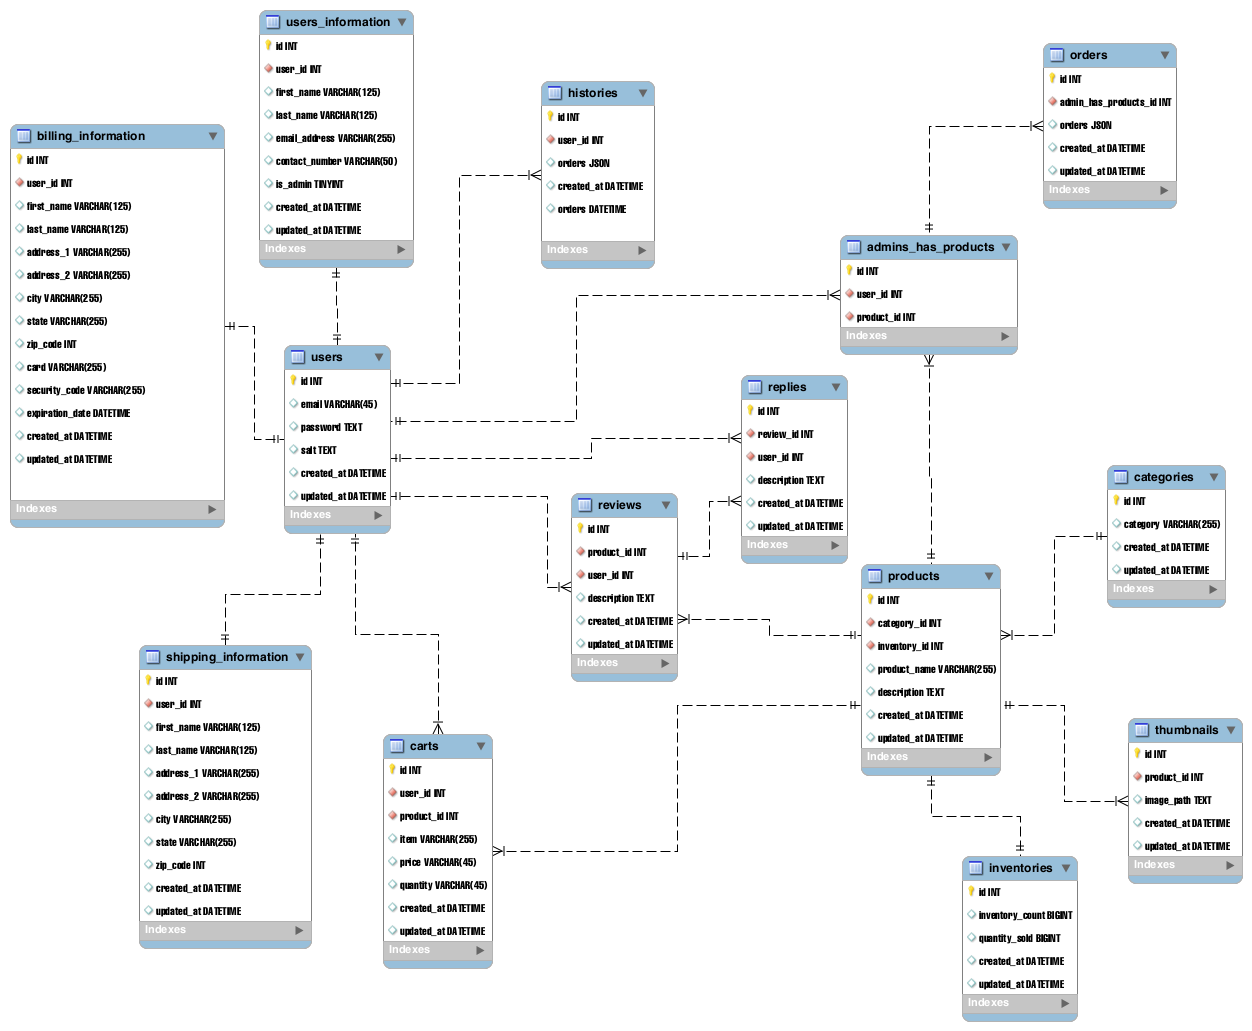 users_information
id INT
user_id INT
first_name VARCHAR(125)
last_name VARCHAR(125)
email_address VARCHAR(255)
contact_number VARCHAR(50)
is_admin TINYINT
created_at DATETIME
updated_at DATETIME
Indexes
orders
id INT
admin_has_products_id INT
orders JSON
created_at DATETIME
updated_at DATETIME
Indexes
histories
id INT
user_id INT
orders JSON
created_at DATETIME
orders DATETIME
Indexes
billing_information
id INT
user_id INT
first_name VARCHAR(125)
last_name VARCHAR(125)
address_1 VARCHAR(255)
address_2 VARCHAR(255)
city VARCHAR(255)
state VARCHAR(255)
zip_code INT
card VARCHAR(255)
security_code VARCHAR(255)
expiration_date DATETIME
created_at DATETIME
updated_at DATETIME
Indexes
admins_has_products
id INT
user_id INT
product_id INT
Indexes
users
id INT
email VARCHAR(45)
password TEXT
salt TEXT
created_at DATETIME
updated_at DATETIME
Indexes
replies
id INT
review_id INT
user_id INT
description TEXT
created_at DATETIME
updated_at DATETIME
Indexes
categories
id INT
category VARCHAR(255)
created_at DATETIME
updated_at DATETIME
Indexes
reviews
id INT
product_id INT
user_id INT
description TEXT
created_at DATETIME
updated_at DATETIME
Indexes
products
id INT
category_id INT
inventory_id INT
product_name VARCHAR(255)
description TEXT
created_at DATETIME
updated_at DATETIME
Indexes
shipping_information
id INT
user_id INT
first_name VARCHAR(125)
last_name VARCHAR(125)
address_1 VARCHAR(255)
address_2 VARCHAR(255)
city VARCHAR(255)
state VARCHAR(255)
zip_code INT
created_at DATETIME
updated_at DATETIME
Indexes
carts
id INT
user_id INT
product_id INT
item VARCHAR(255)
price VARCHAR(45)
quantity VARCHAR(45)
created_at DATETIME
updated_at DATETIME
Indexes
thumbnails
id INT
product_id INT
image_path TEXT
created_at DATETIME
updated_at DATETIME
Indexes
inventories
id INT
inventory_count BIGINT
quantity_sold BIGINT
created_at DATETIME
updated_at DATETIME
Indexes